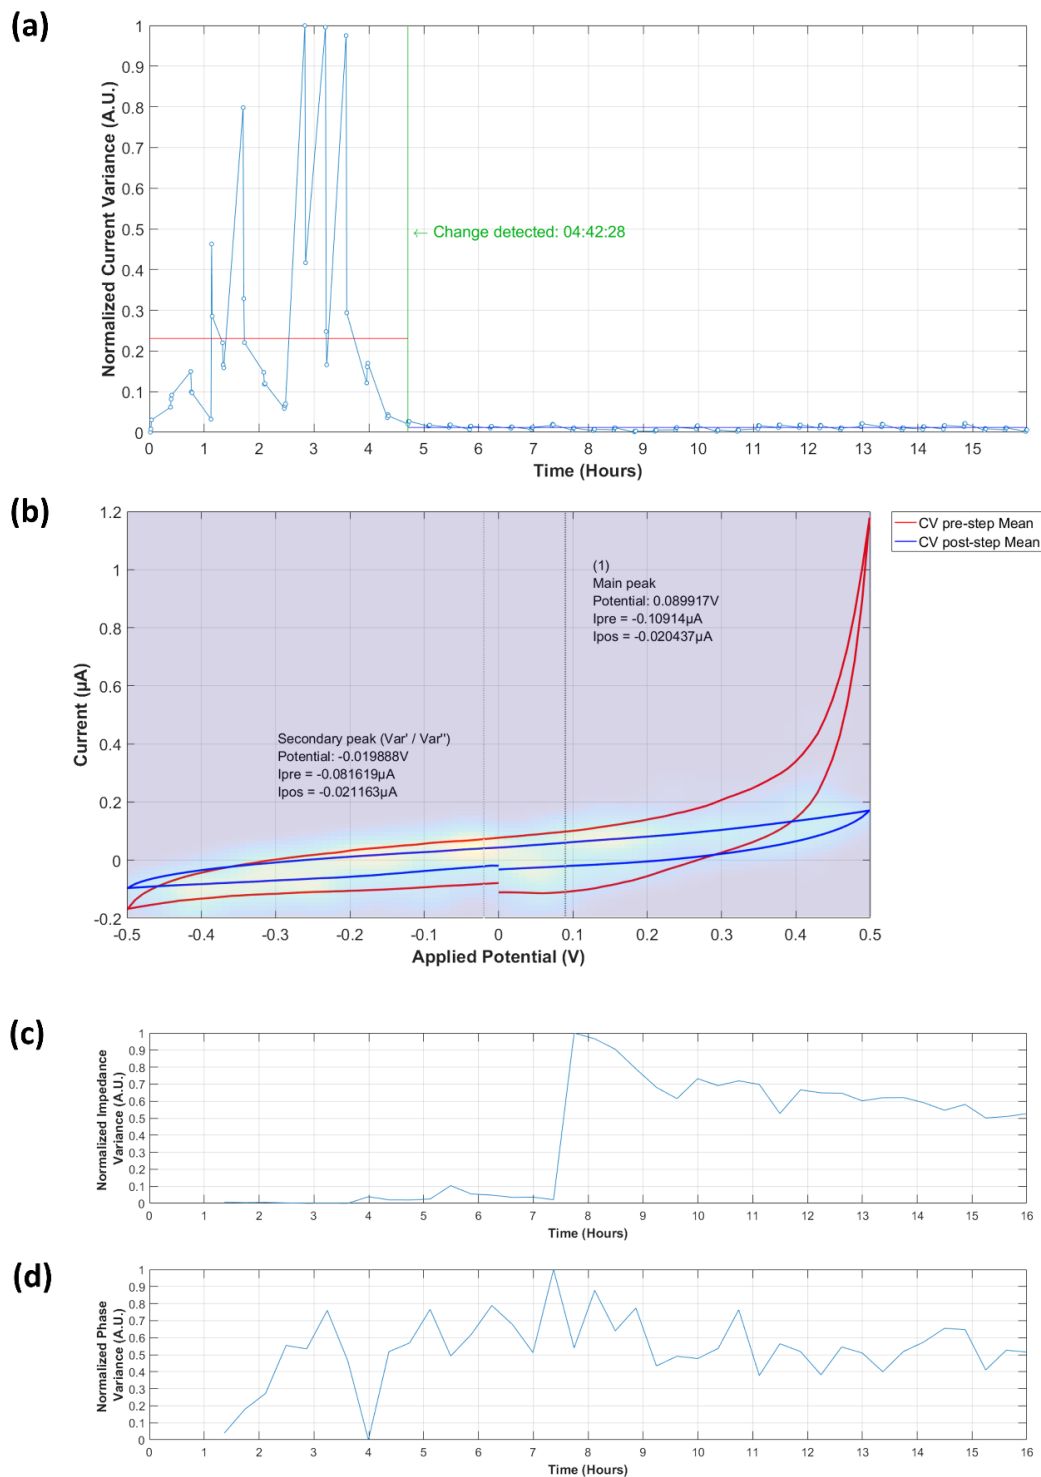 (a)
1
0.9
0.8
0.7
0.6
0.5
0.4
0.3
0.2
0.1
0
Normalized Current Variance (A.U.)
← Change detected: 04:42:28
0 1 2 3 4 5 6 7 8 9 10 11 12 13 14 15
Time (Hours)
(b)
1.2
1
0.8
0.6
0.4
0.2
0
-0.2
Current (µA)
CV pre-step Mean
CV post-step Mean
(1)
Main peak
Potential: 0.089917V
Ipre = -0.10914µA
Ipos = -0.020437µA
Secondary peak (Var' / Var'')
Potential: -0.019888V
Ipre = -0.081619µA
Ipos = -0.021163µA
-0.5 -0.4 -0.3 -0.2 -0.1 0 0.1 0.2 0.3 0.4 0.5
Applied Potential (V)
(c)
1
0.9
0.8
0.7
0.6
0.5
0.4
0.3
0.2
0.1
0
Normalized Impedance
Variance (A.U.)
0 1 2 3 4 5 6 7 8 9 10 11 12 13 14 15 16
Time (Hours)
(d)
1
0.9
0.8
0.7
0.6
0.5
0.4
0.3
0.2
0.1
0
Normalized Phase
Variance (A.U.)
0 1 2 3 4 5 6 7 8 9 10 11 12 13 14 15 16
Time (Hours)